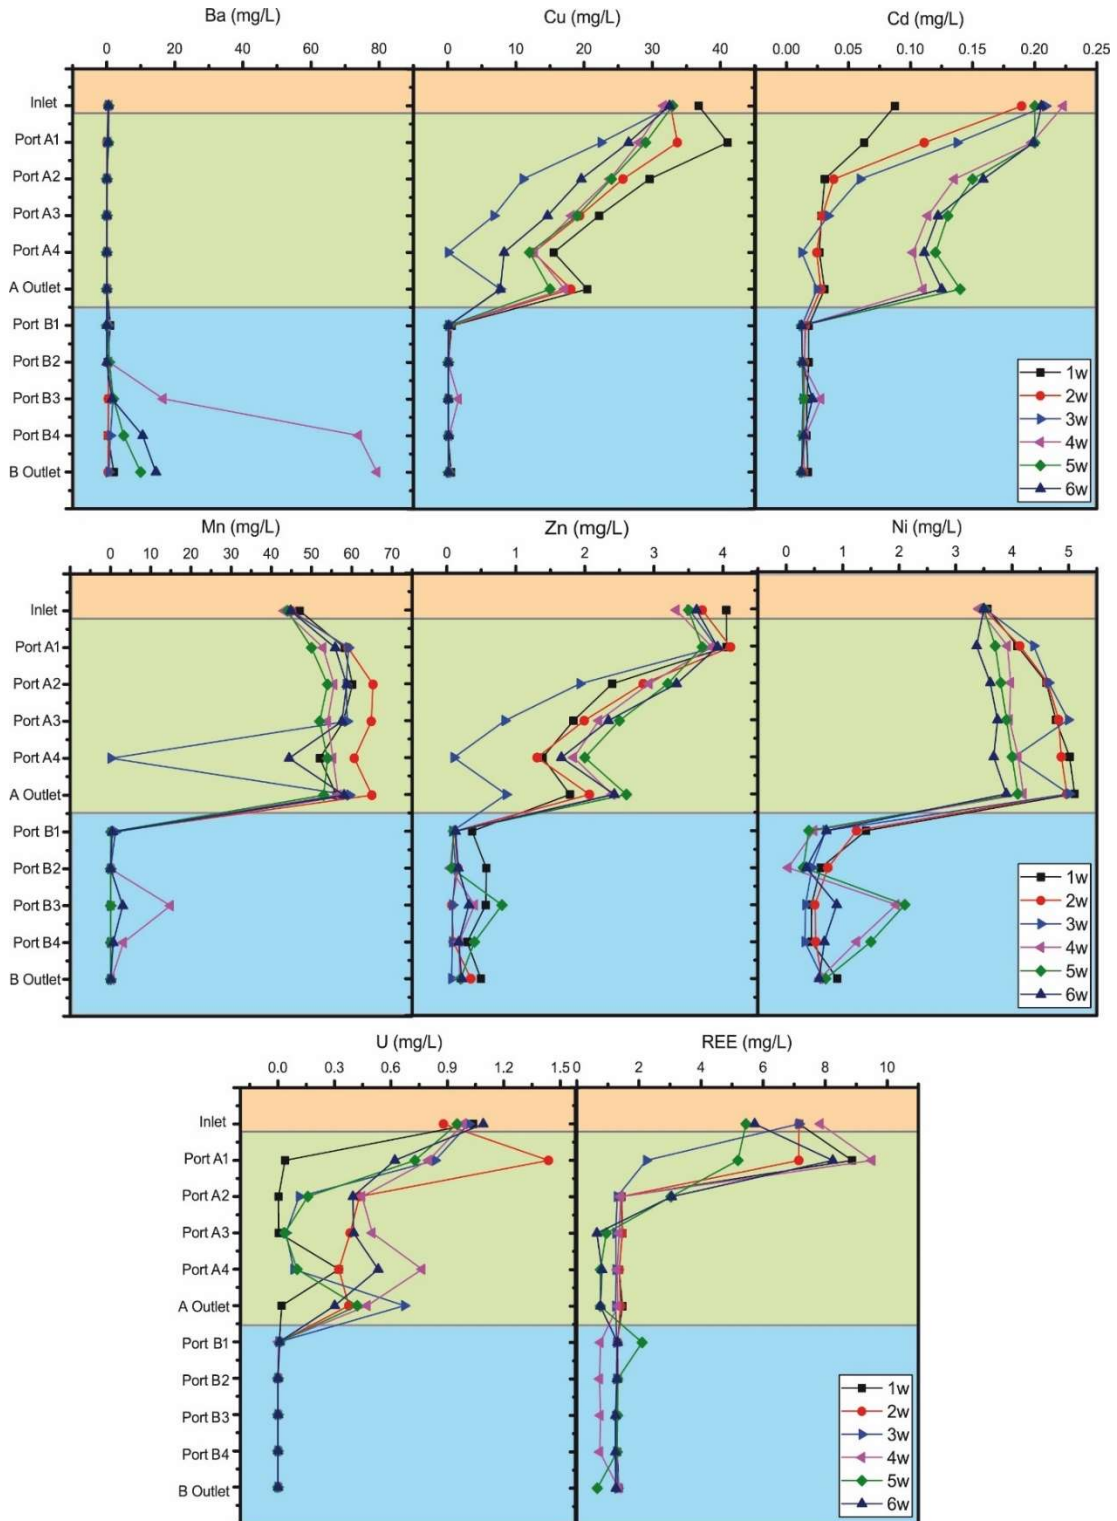 Ba (mg/L) Cu (mg/L) Cd (mg/L)
0 20 40 60 80 0 10 20 30 40 0.00 0.05 0.10 0.15 0.20 0.25
Inlet
Port A1
Port A2
Port A3
Port A4
A Outlet
Port B1
Port B2
Port B3
Port B4
B Outlet
1w
2w
3w
4w
5w
6w
Mn (mg/L) Zn (mg/L) Ni (mg/L)
0 10 20 30 40 50 60 70 0 1 2 3 4 0 1 2 3 4 5
Inlet
Port A1
Port A2
Port A3
Port A4
A Outlet
Port B1
Port B2
Port B3
Port B4
B Outlet
1w
2w
3w
4w
5w
6w
U (mg/L) REE (mg/L)
0.0 0.3 0.6 0.9 1.2 1.50 2 4 6 8 10
Inlet
Port A1
Port A2
Port A3
Port A4
A Outlet
Port B1
Port B2
Port B3
Port B4
B Outlet
1w
2w
3w
4w
5w
6w